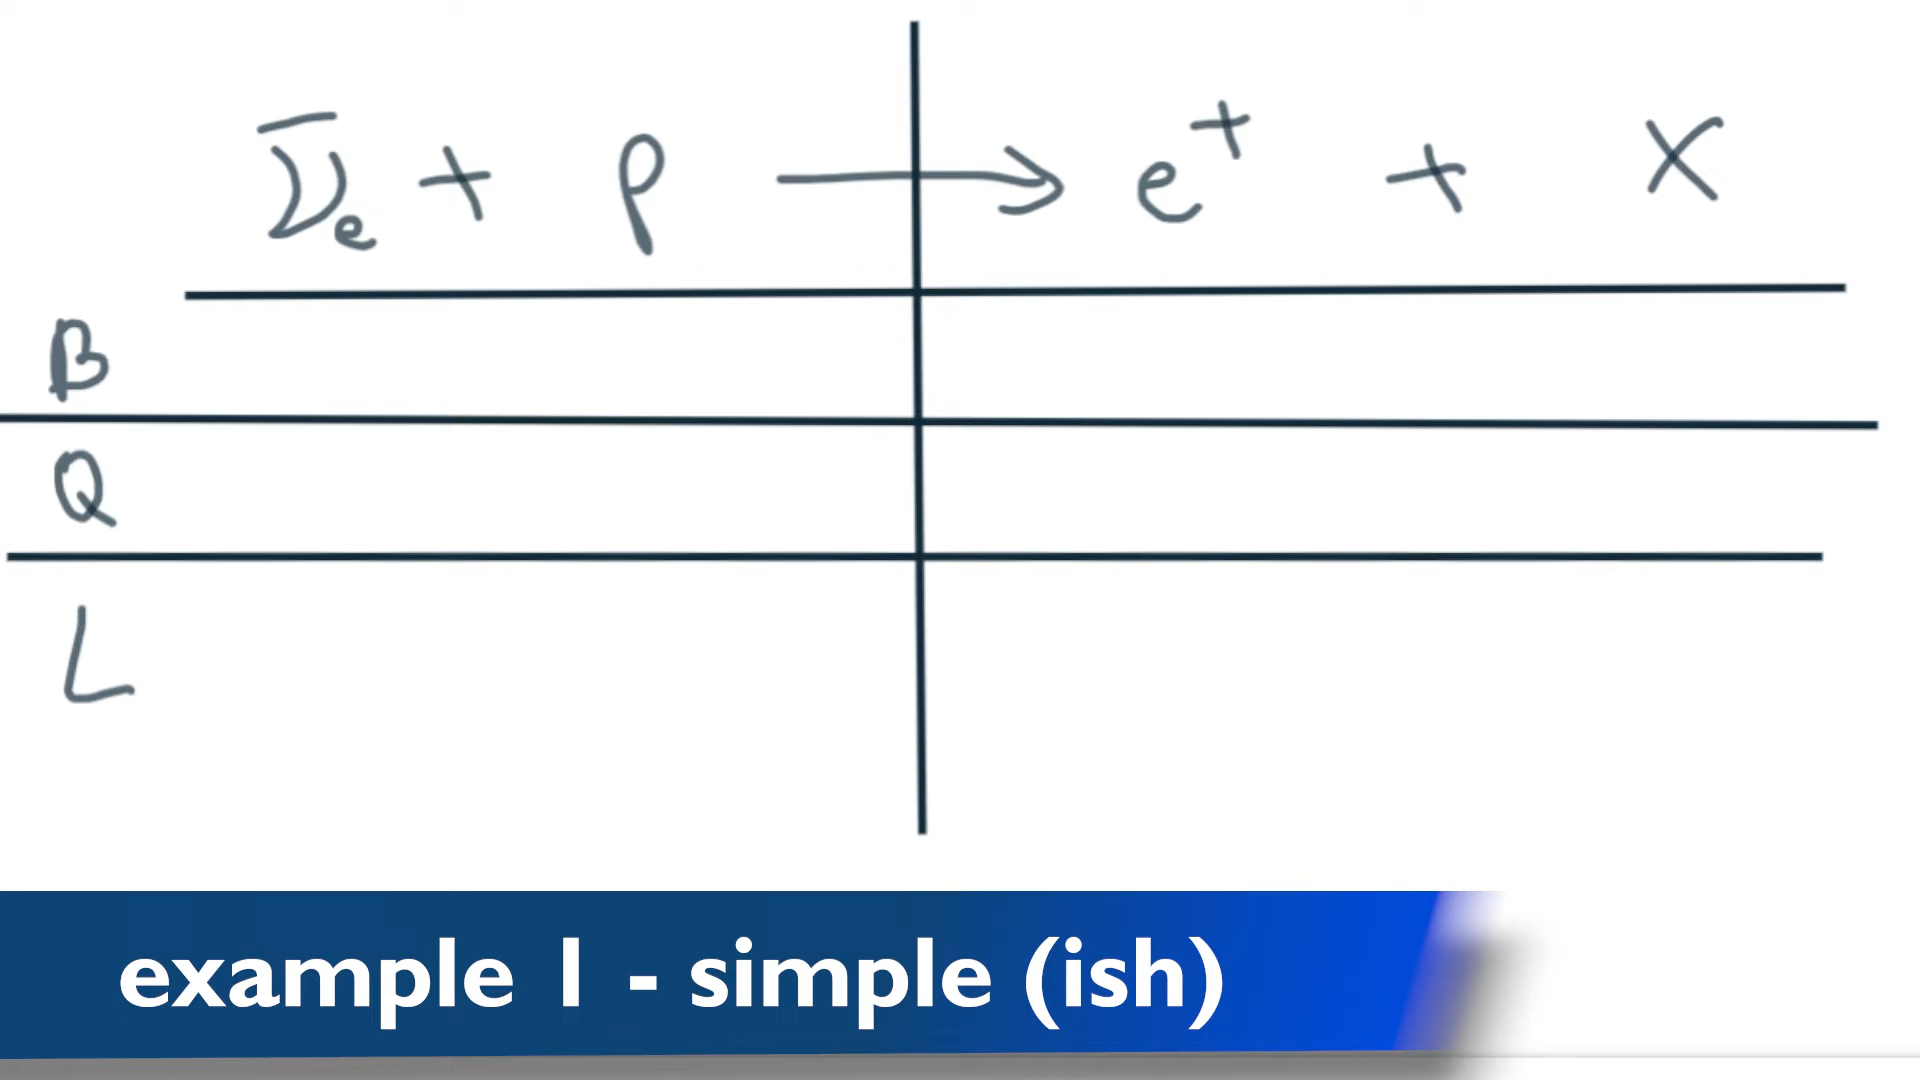 ν̅e + p → e⁺ + X
B
Q
L
example 1 - simple (ish)